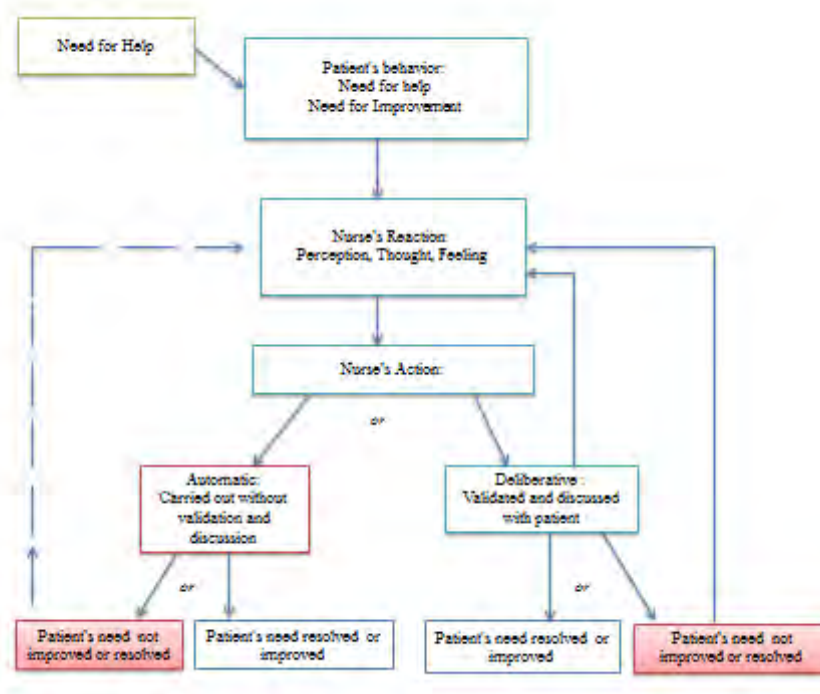 Need for Help
Patient's behavior:
Need for help
Need for Improvement
Nurse's Reaction:
Perception, Thought, Feeling
Nurse's Action:
or
Automatic:
Carried out without
validation and
discussion
Deliberative :
Validated and discussed
with patient
or
or
Patient's need not
improved or resolved
Patient's need resolved or
improved
Patient's need resolved or
improved
Patient's need not
improved or resolved